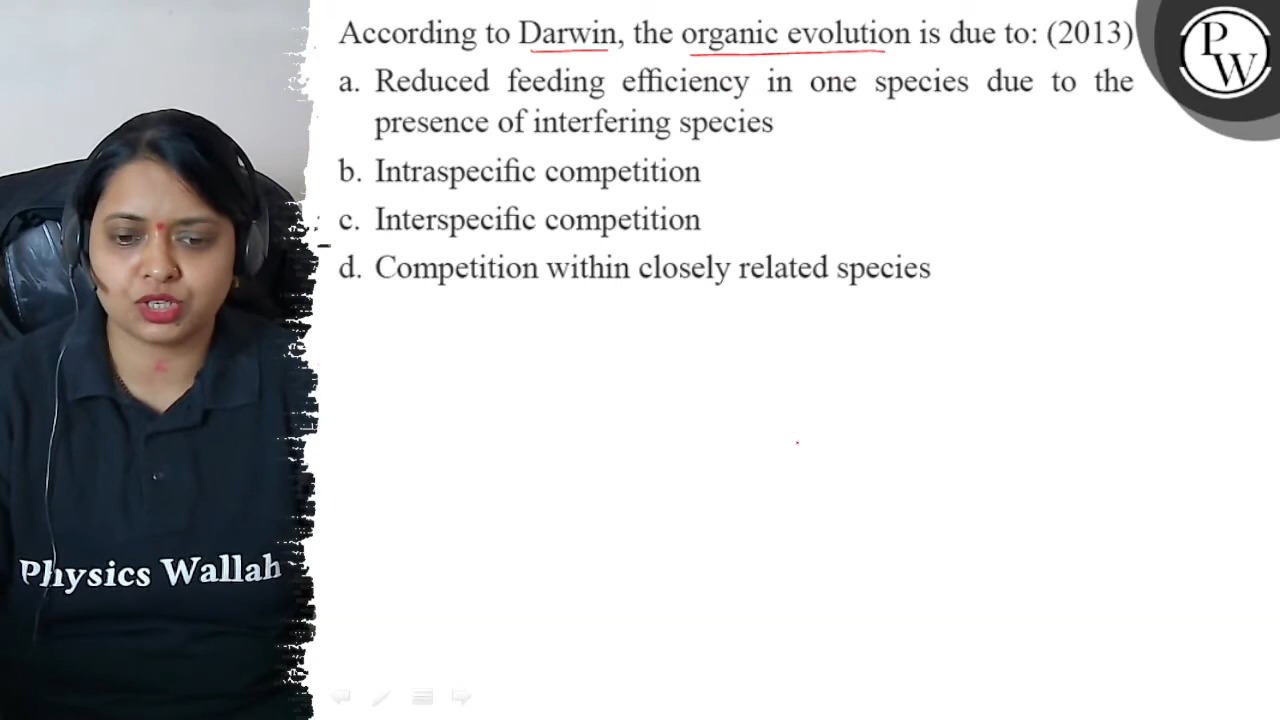 According to Darwin, the organic evolution is due to: (2013)
a. Reduced feeding efficiency in one species due to the
presence of interfering species
b. Intraspecific competition
c. Interspecific competition
d. Competition within closely related species
PW
Physics Wallah